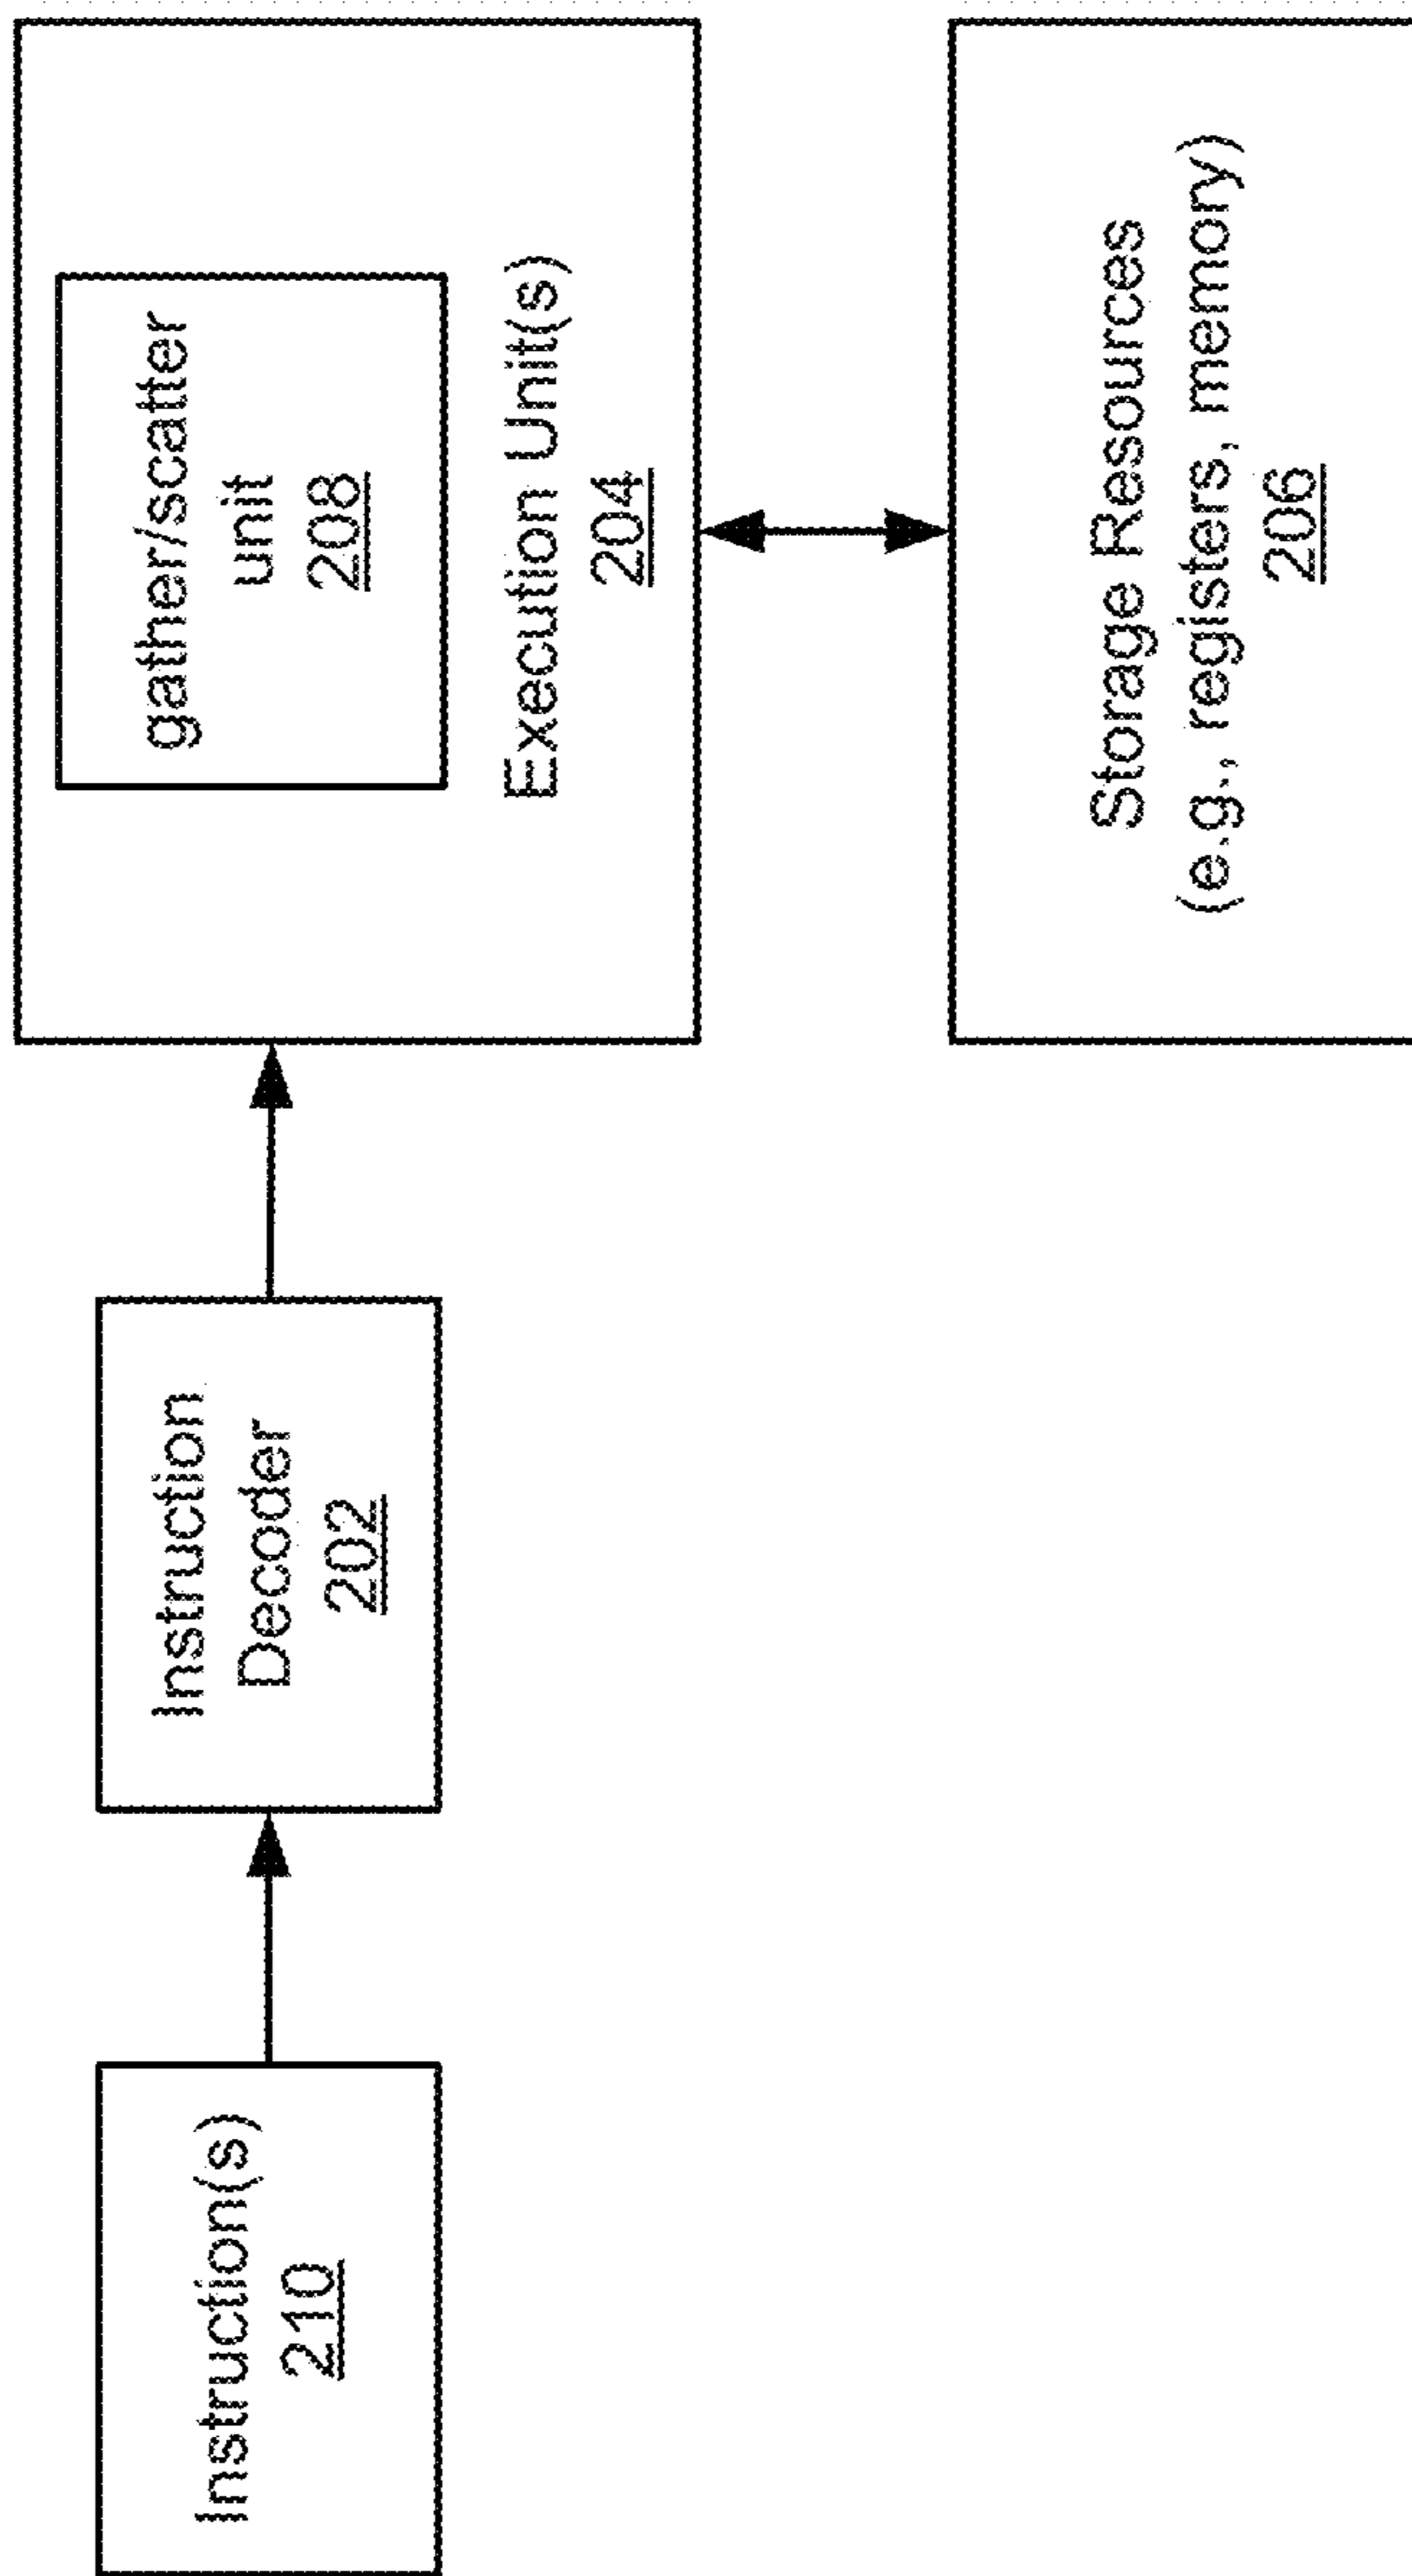 Instruction(s)
210
Instruction
Decoder
202
gather/scatter
unit
208
Execution Unit(s)
204
Storage Resources
(e.g., registers, memory)
206